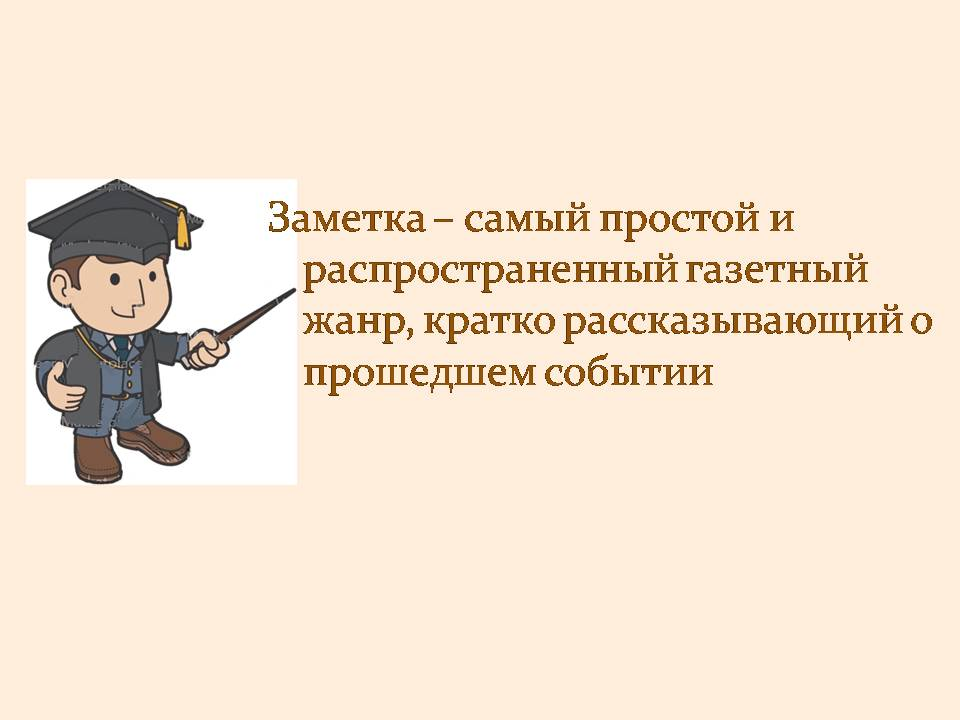 Заметка – самый простой и
распространенный газетный
жанр, кратко рассказывающий о
прошедшем событии